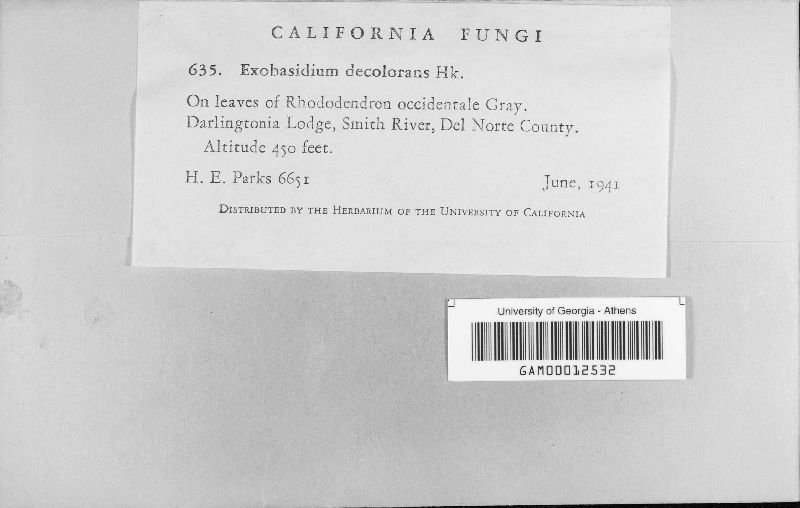 CALIFORNIA FUNGI
635. Exobasidium decolorans Hk.
On leaves of Rhododendron occidentale Gray.
Darlingtonia Lodge, Smith River, Del Norte County.
Altitude 450 feet.
H. E. Parks 6651 June, 1941
Distributed by the Herbarium of the University of California
University of Georgia - Athens
GAM00012532